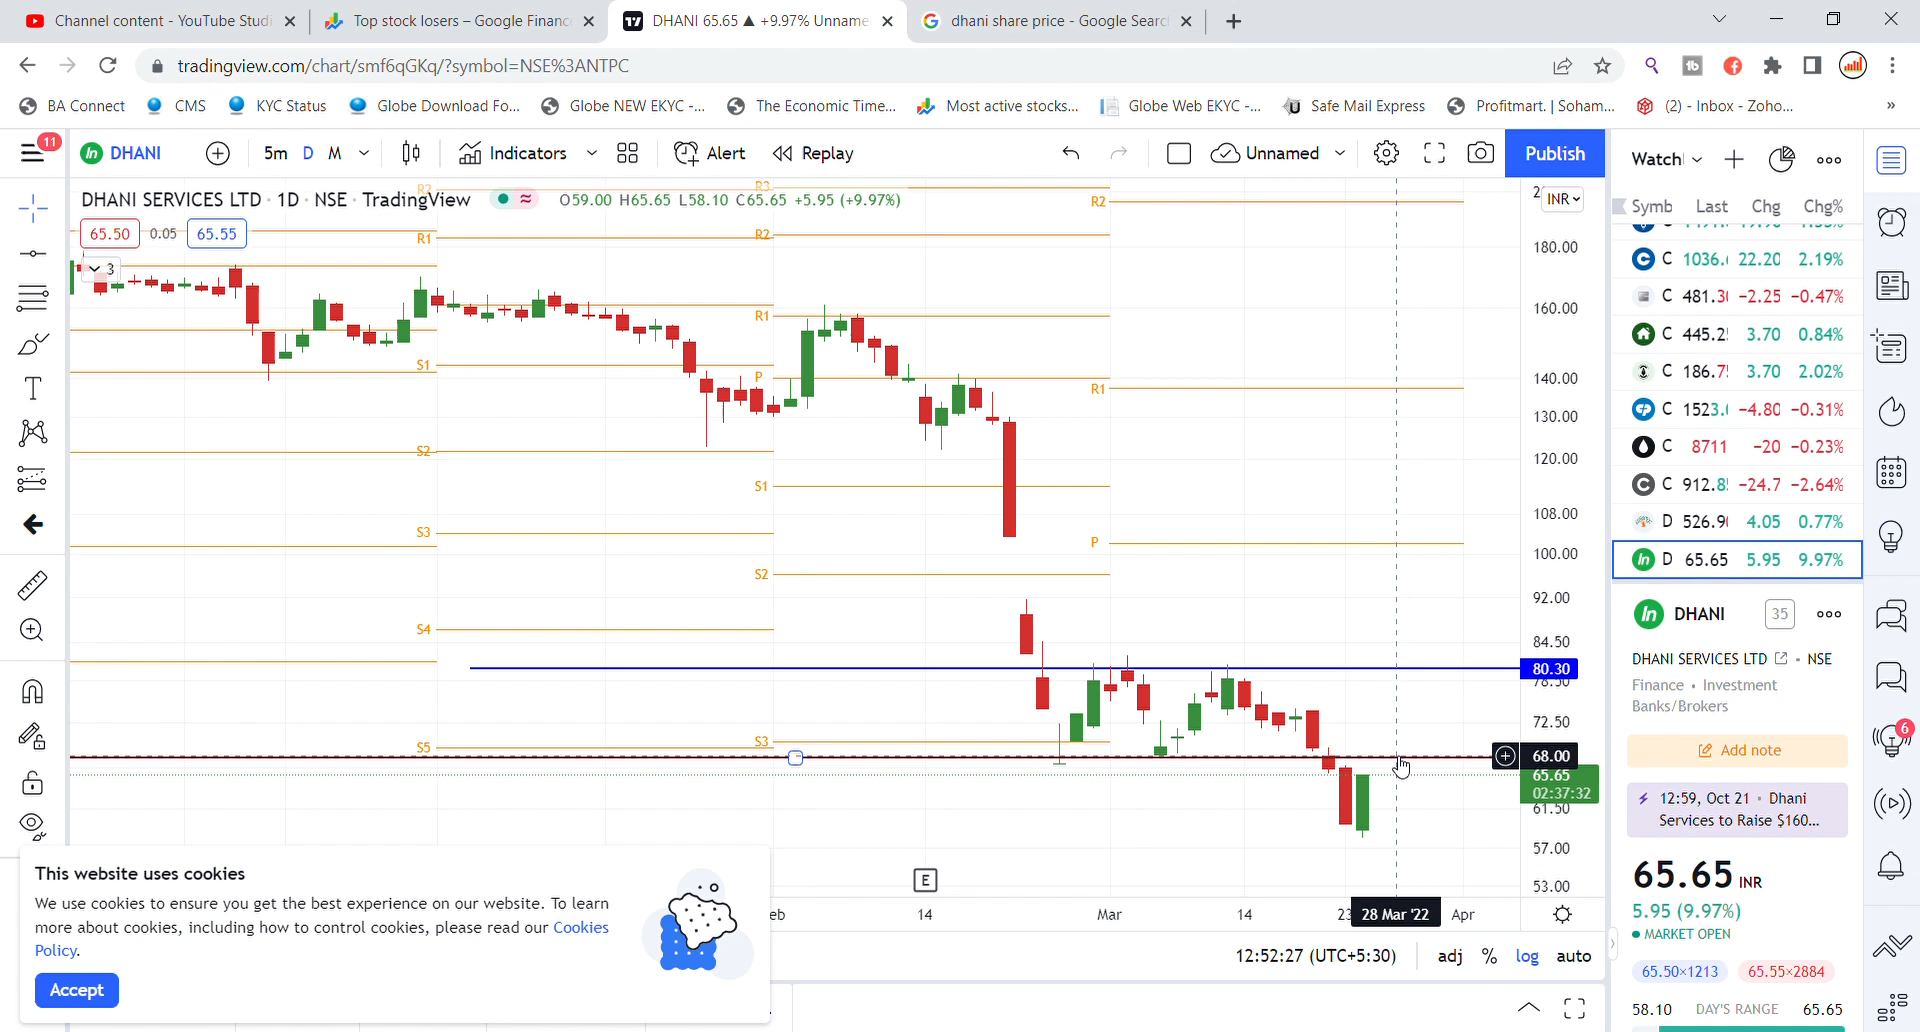 Channel content - YouTube Studi
Top stock losers – Google Financ
DHANI 65.65 ▲ +9.97% Unname
dhani share price - Google Searc
tradingview.com/chart/smf6qGKq/?symbol=NSE%3ANTPC
BA Connect
CMS
KYC Status
Globe Download Fo...
Globe NEW EKYC -...
The Economic Time...
Most active stocks...
Globe Web EKYC -...
Safe Mail Express
Profitmart. | Soham...
(2) - Inbox - Zoho...
»
11
DHANI
5m D M
Indicators
Alert
Replay
Unnamed
Publish
Watchl
DHANI SERVICES LTD · 1D · NSE · TradingView
O59.00 H65.65 L58.10 C65.65 +5.95 (+9.97%)
65.50 0.05 65.55
3
INR
R2
R3
R1
R2
R2
S1
R1
P
R1
S2
S1
S3
S2
P
S4
S5
S3
180.00
160.00
140.00
130.00
120.00
108.00
100.00
92.00
84.50
80.30
78.50
72.50
68.00
65.65
02:37:32
61.50
57.00
53.00
E
eb
14
Mar
14
23
28 Mar '22
Apr
12:52:27 (UTC+5:30)
adj % log auto
Symb Last Chg Chg%
C 1036. 22.20 2.19%
C 481.30 −2.25 −0.47%
C 445.2 3.70 0.84%
C 186.7 3.70 2.02%
C 1523. −4.80 −0.31%
C 8711 −20 −0.23%
C 912.8 −24.7 −2.64%
D 526.9 4.05 0.77%
D 65.65 5.95 9.97%
DHANI
35
DHANI SERVICES LTD • NSE
Finance • Investment
Banks/Brokers
Add note
12:59, Oct 21 • Dhani
Services to Raise $160...
65.65 INR
5.95 (9.97%)
MARKET OPEN
65.50×1213 65.55×2884
58.10 DAY'S RANGE 65.65
6
This website uses cookies
We use cookies to ensure you get the best experience on our website. To learn
more about cookies, including how to control cookies, please read our Cookies
Policy.
Accept